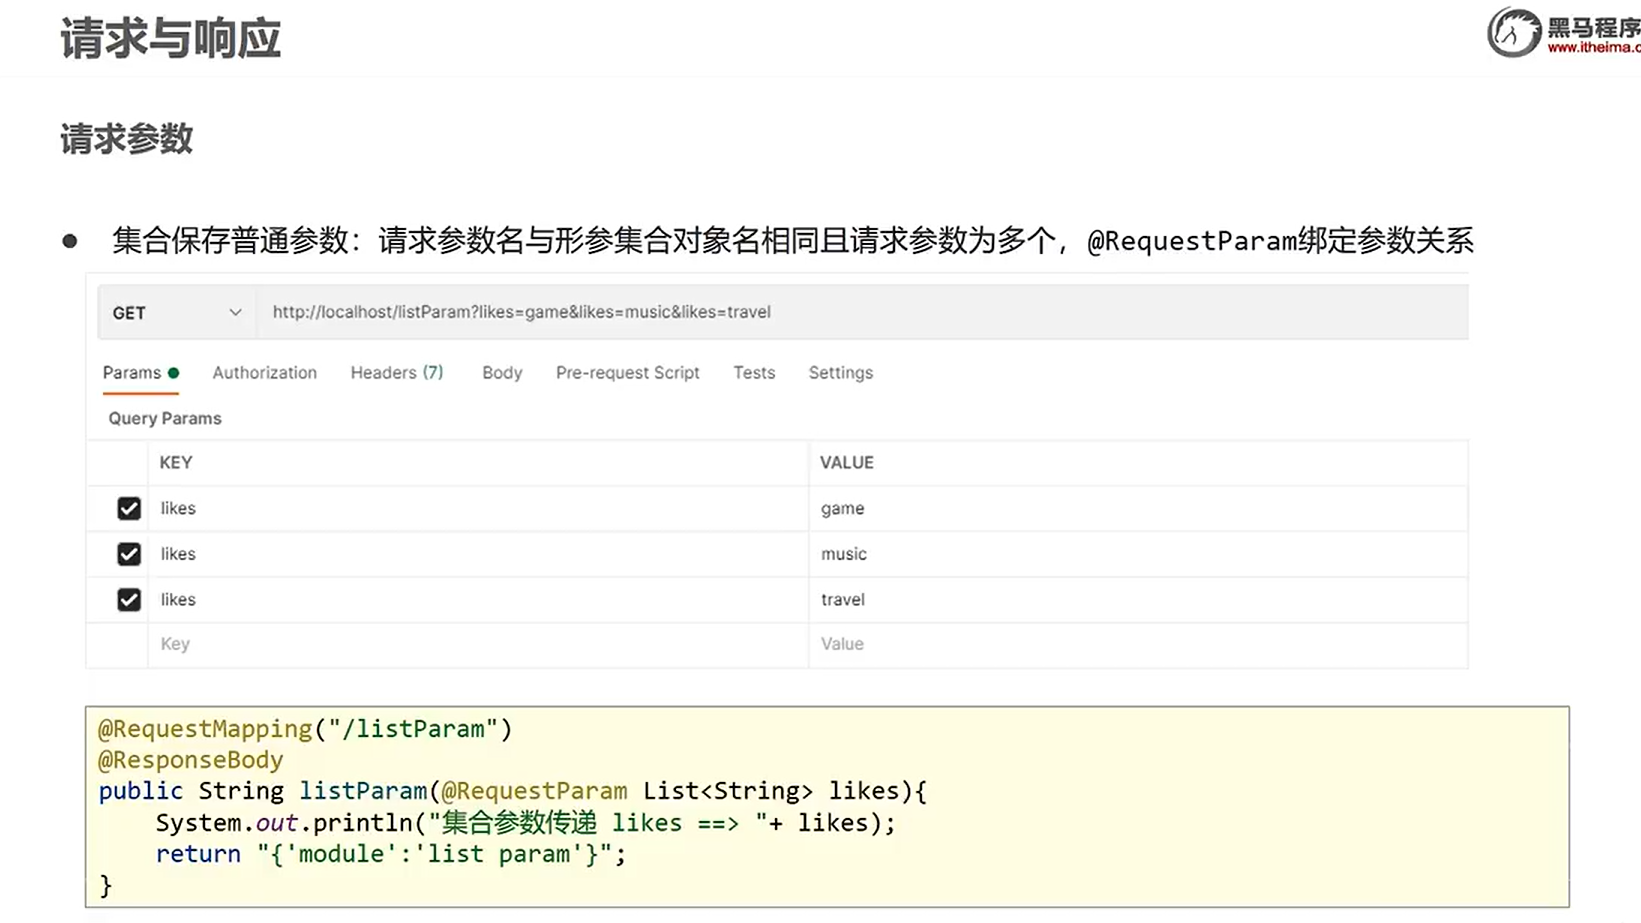 请求与响应
黑马程序
www.itheima.c
请求参数
● 集合保存普通参数：请求参数名与形参集合对象名相同且请求参数为多个，@RequestParam绑定参数关系
GET http://localhost/listParam?likes=game&likes=music&likes=travel
Params Authorization Headers (7) Body Pre-request Script Tests Settings
Query Params
KEY VALUE
likes game
likes music
likes travel
Key Value
@RequestMapping("/listParam")
@ResponseBody
public String listParam(@RequestParam List<String> likes){
    System.out.println("集合参数传递 likes ==> "+ likes);
    return "{'module':'list param'}";
}